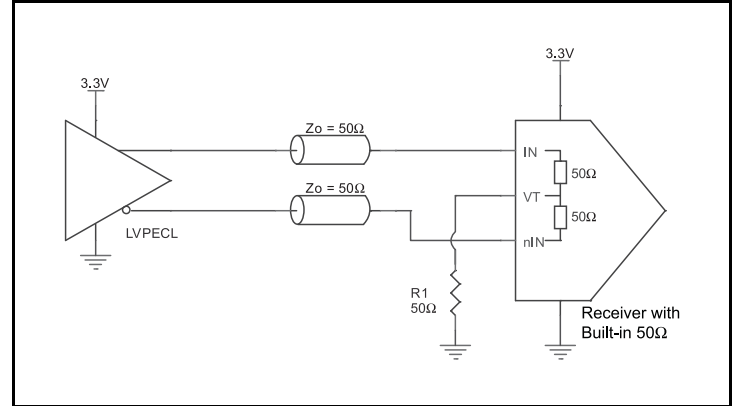 3.3V
3.3V
Zo = 50Ω
IN
50Ω
Zo = 50Ω
VT
50Ω
LVPECL
nIN
R1
50Ω
Receiver with
Built-in 50Ω